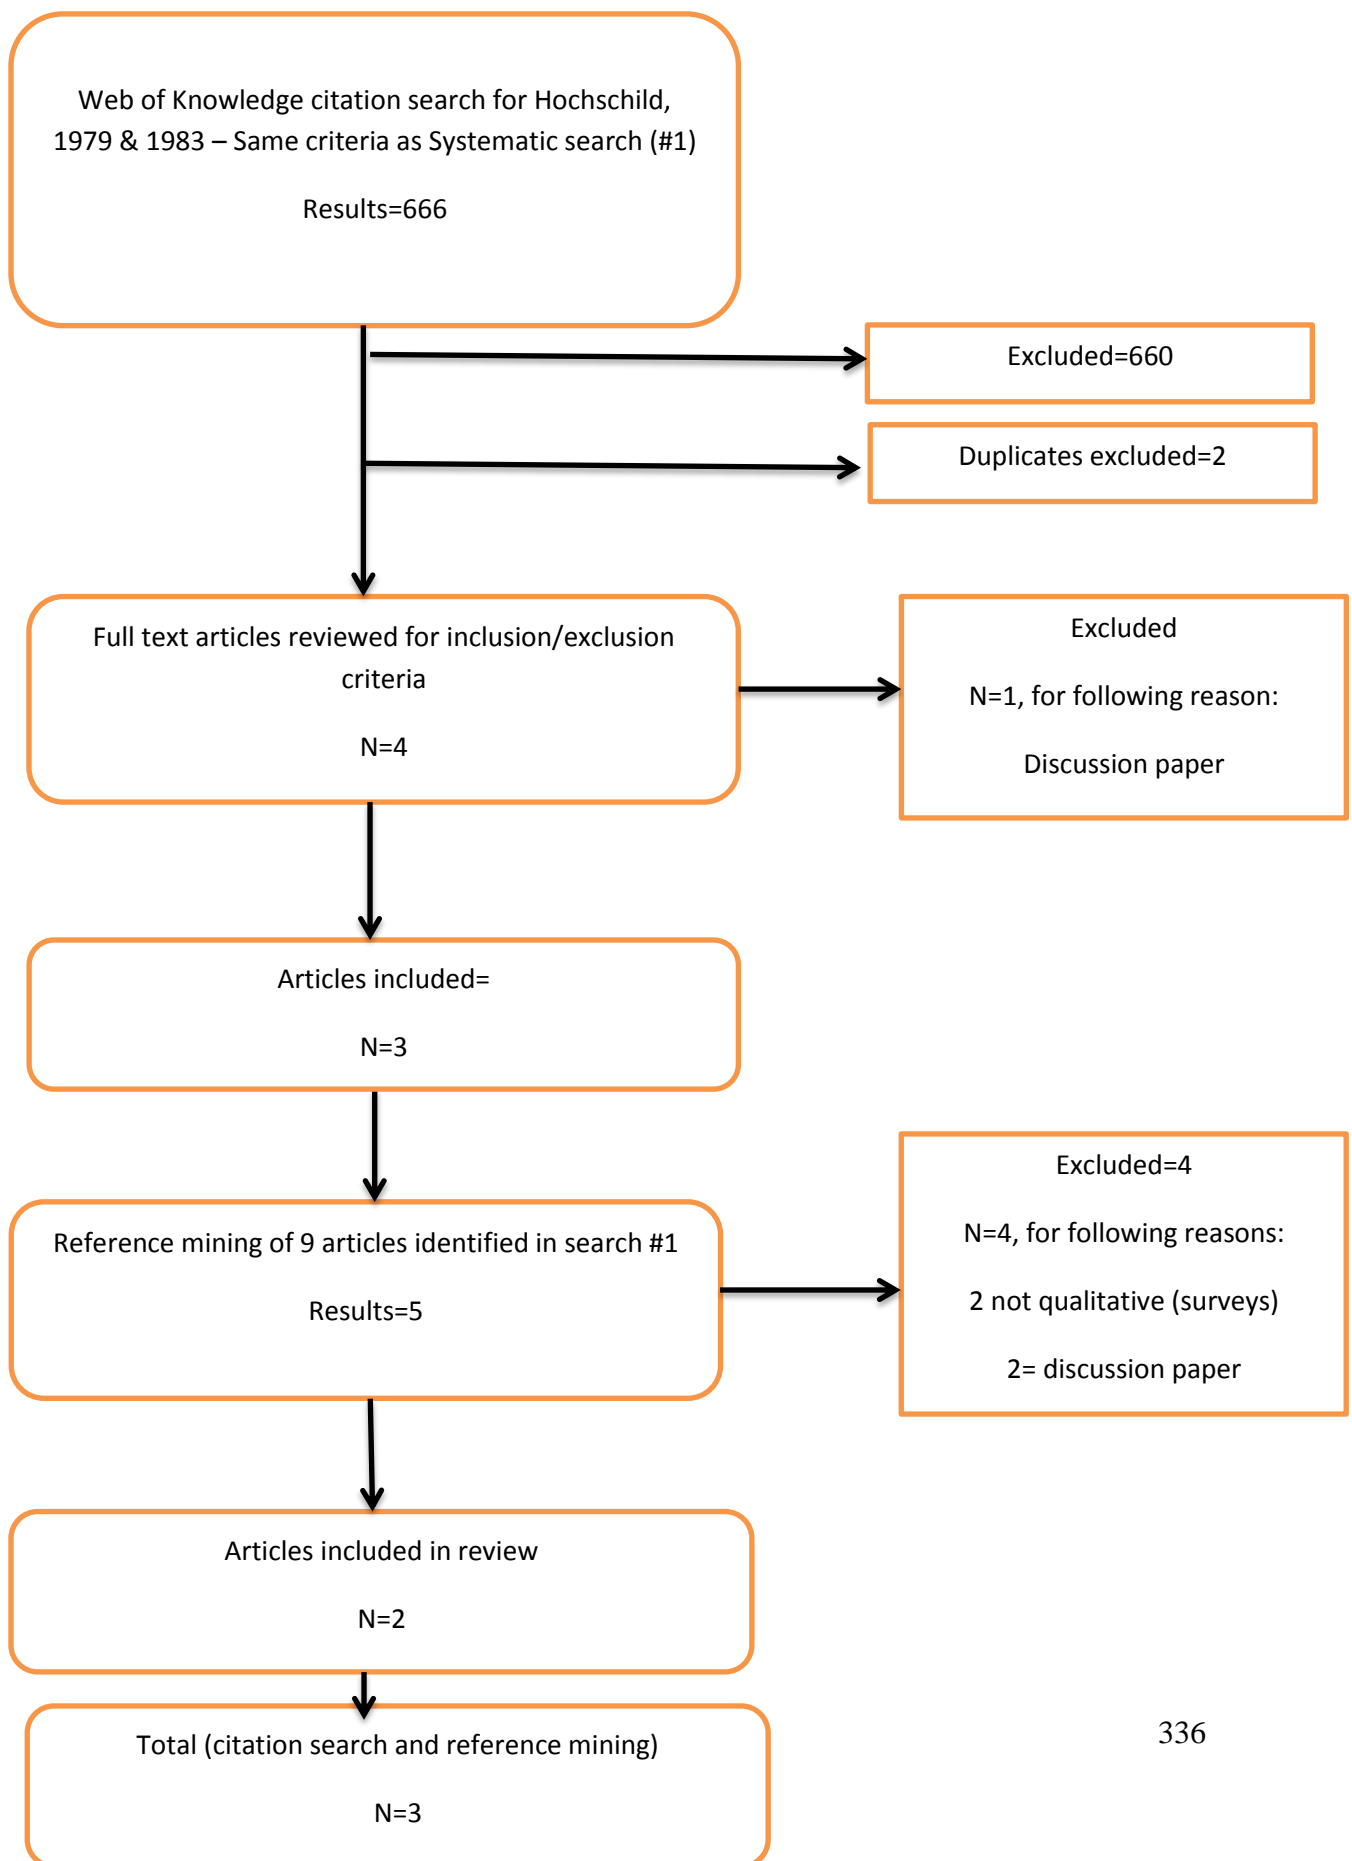 Web of Knowledge citation search for Hochschild,
1979 & 1983 – Same criteria as Systematic search (#1)
Results=666
Excluded=660
Duplicates excluded=2
Full text articles reviewed for inclusion/exclusion
criteria
N=4
Excluded
N=1, for following reason:
Discussion paper
Articles included=
N=3
Reference mining of 9 articles identified in search #1
Results=5
Excluded=4
N=4, for following reasons:
2 not qualitative (surveys)
2= discussion paper
Articles included in review
N=2
Total (citation search and reference mining)
N=3
336